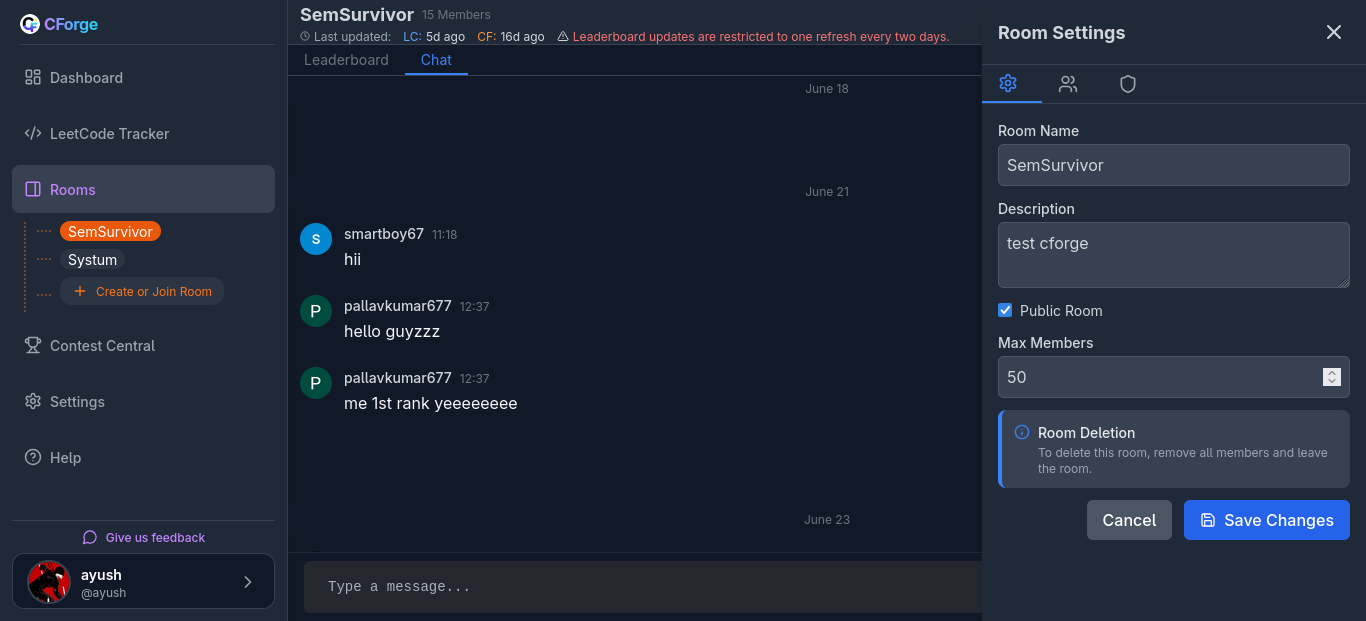 CForge
Dashboard
LeetCode Tracker
Rooms
SemSurvivor
Systum
Create or Join Room
Contest Central
Settings
Help
Give us feedback
ayush
@ayush
SemSurvivor 15 Members
Last updated: LC: 5d ago CF: 16d ago Leaderboard updates are restricted to one refresh every two days.
Leaderboard Chat
June 18
June 21
S
smartboy67 11:18
hii
P
pallavkumar677 12:37
hello guyzzz
P
pallavkumar677 12:37
me 1st rank yeeeeeeee
June 23
Type a message...
Room Settings
Room Name
SemSurvivor
Description
test cforge
Public Room
Max Members
50
Room Deletion
To delete this room, remove all members and leave
the room.
Cancel Save Changes